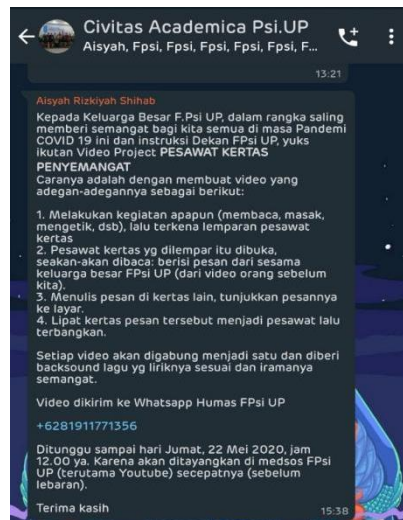 Civitas Academica Psi.UP
Aisyah, Fpsi, Fpsi, Fpsi, Fpsi, Fpsi, F...
13:21
Aisyah Rizkiyah Shihab
Kepada Keluarga Besar F.Psi UP, dalam rangka saling
memberi semangat bagi kita semua di masa Pandemi
COVID 19 ini dan instruksi Dekan FPsi UP, yuks
ikutan Video Project PESAWAT KERTAS
PENYEMANGAT
Caranya adalah dengan membuat video yang
adegan-adegannya sebagai berikut:
1. Melakukan kegiatan apapun (membaca, masak,
mengetik, dsb), lalu terkena lemparan pesawat
kertas
2. Pesawat kertas yg dilempar itu dibuka,
seakan-akan dibaca: berisi pesan dari sesama
keluarga besar FPsi UP (dari video orang sebelum
kita).
3. Menulis pesan di kertas lain, tunjukkan pesannya
ke layar.
4. Lipat kertas pesan tersebut menjadi pesawat lalu
terbangkan.
Setiap video akan digabung menjadi satu dan diberi
backsound lagu yg liriknya sesuai dan iramanya
semangat.
Video dikirim ke Whatsapp Humas FPsi UP
+6281911771356
Ditunggu sampai hari Jumat, 22 Mei 2020, jam
12.00 ya. Karena akan ditayangkan di medsos FPsi
UP (terutama Youtube) secepatnya (sebelum
lebaran).
Terima kasih
15:38